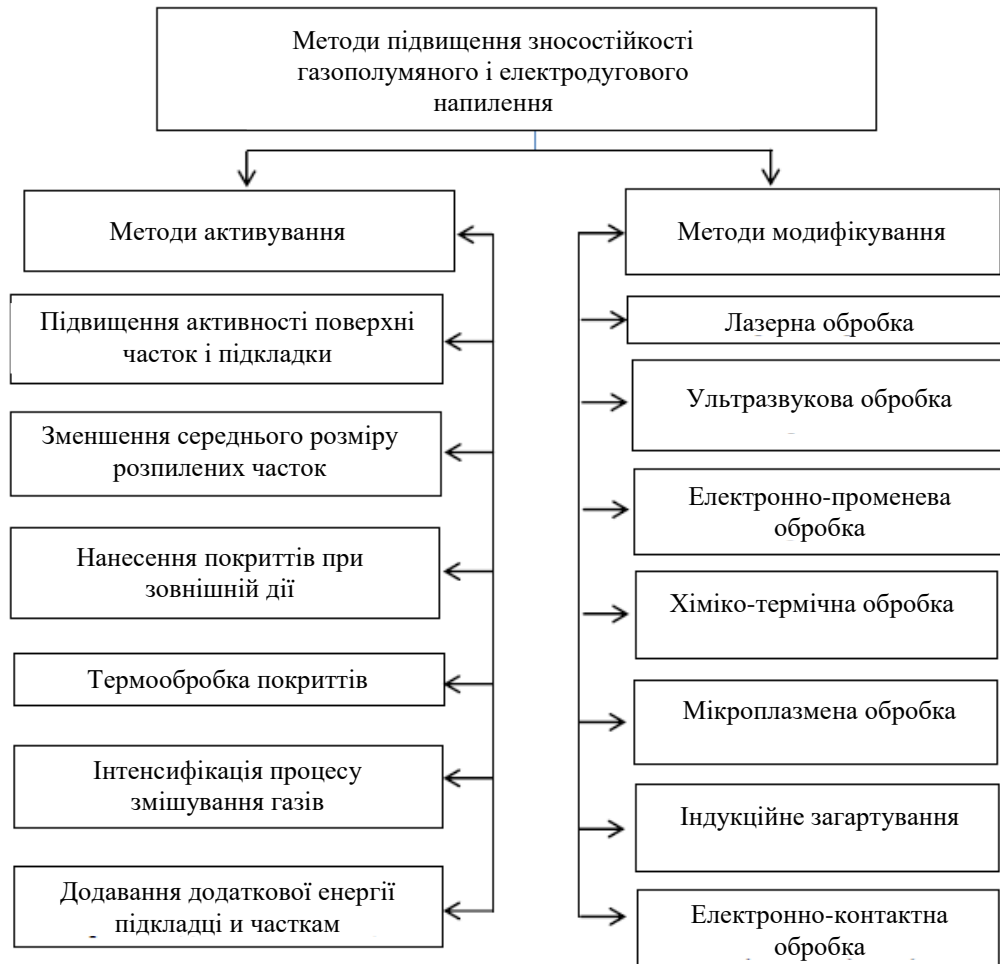 Методи підвищення зносостійкості
газополумяного і електродугового
напилення
Методи активування
Підвищення активності поверхні
часток і підкладки
Зменшення середнього розміру
розпилених часток
Нанесення покриттів при
зовнішній дії
Термообробка покриттів
Інтенсифікація процесу
змішування газів
Додавання додаткової енергії
підкладці и часткам
Методи модифікування
Лазерна обробка
Ультразвукова обробка
Електронно-променева
обробка
Хіміко-термічна обробка
Мікроплазмена обробка
Індукційне загартування
Електронно-контактна
обробка